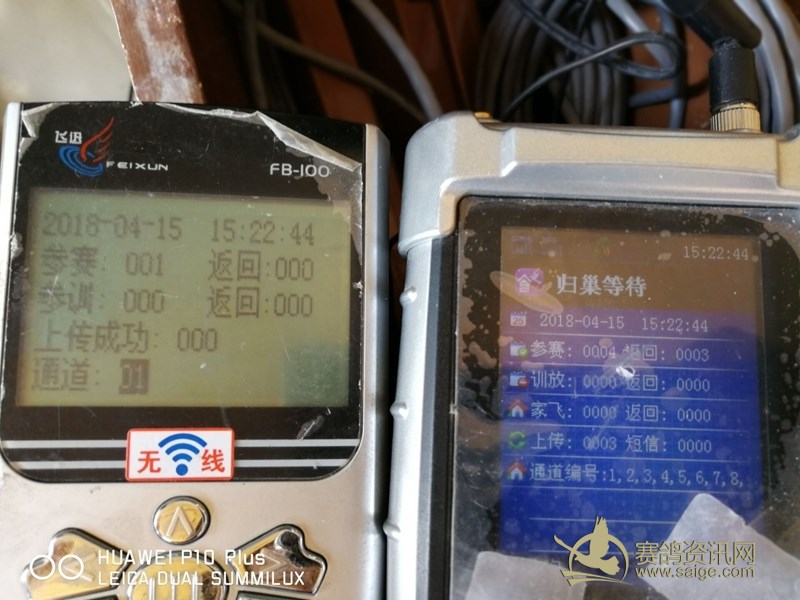 飞迅
FEIXUN
FB-100
2018-04-15 15:22:44
参赛: 001 返回:000
参训: 000 返回:000
上传成功: 000
通道: 01
无线
15:22:44
归巢等待
2018-04-15 15:22:44
参赛: 0004 返回: 0003
训放: 0000 返回: 0000
家飞: 0000 返回: 0000
上传: 0003 短信: 0000
通道编号:1,2,3,4,5,6,7,8,
HUAWEI P10 Plus
LEICA DUAL SUMMILUX
赛鸽资讯网
www.saige.com